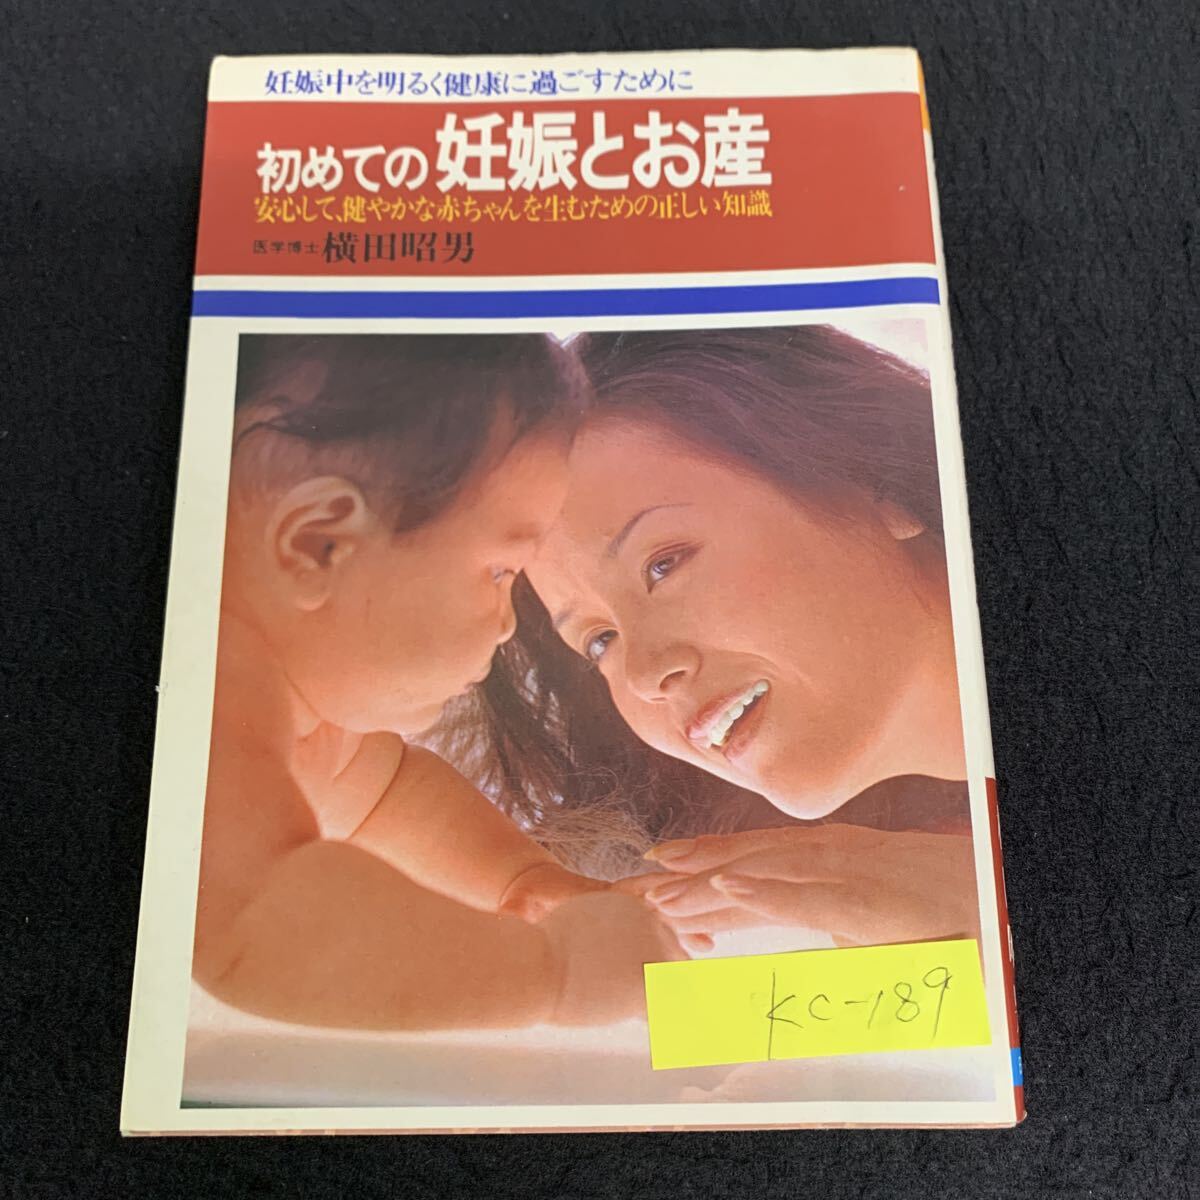 妊娠中を明るく健康に過ごすために
初めての妊娠とお産
安心して、健やかな赤ちゃんを生むための正しい知識
医学博士 横田昭男
KC-189